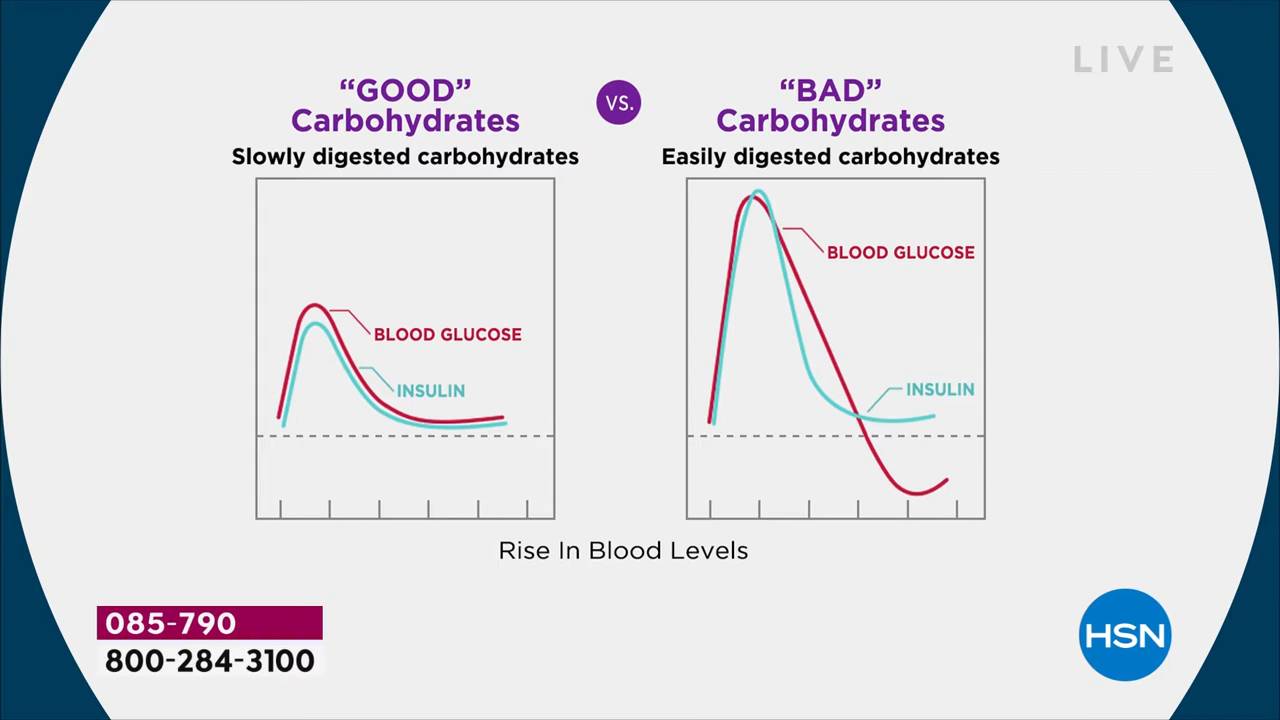 LIVE
“GOOD”
Carbohydrates
Slowly digested carbohydrates
VS.
“BAD”
Carbohydrates
Easily digested carbohydrates
BLOOD GLUCOSE
INSULIN
BLOOD GLUCOSE
INSULIN
Rise In Blood Levels
085-790
800-284-3100
HSN